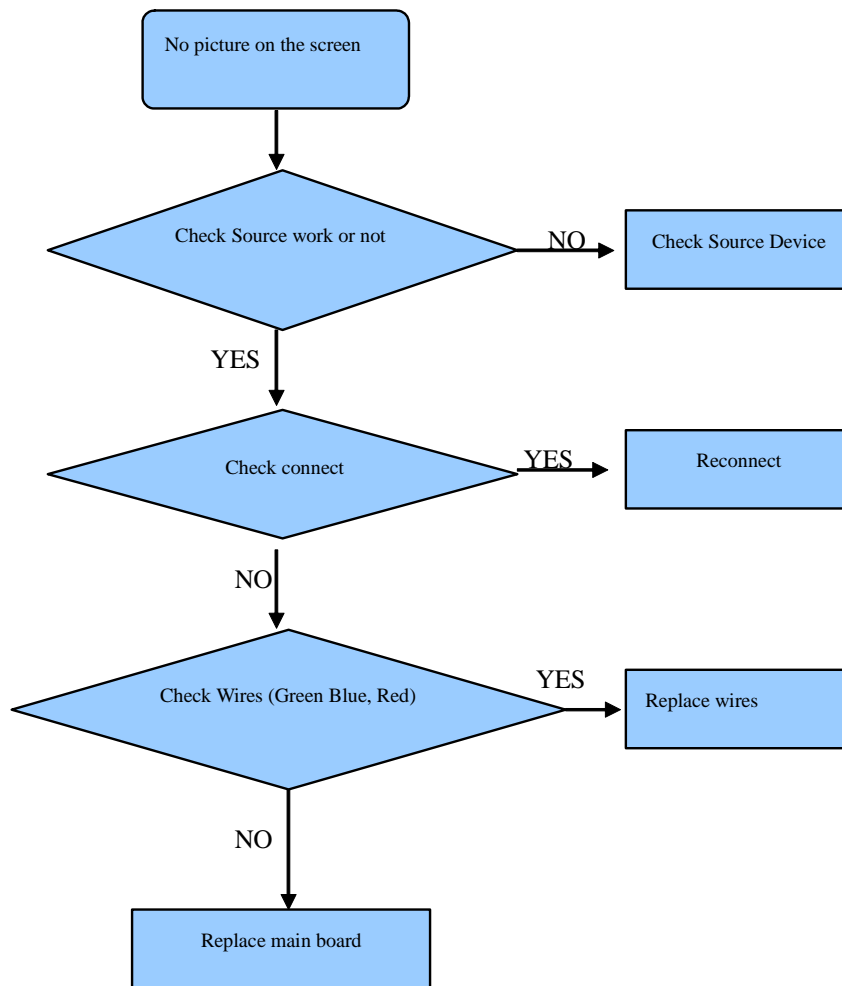 No picture on the screen
Check Source work or not
NO
Check Source Device
YES
Check connect
YES
Reconnect
NO
Check Wires (Green Blue, Red)
YES
Replace wires
NO
Replace main board